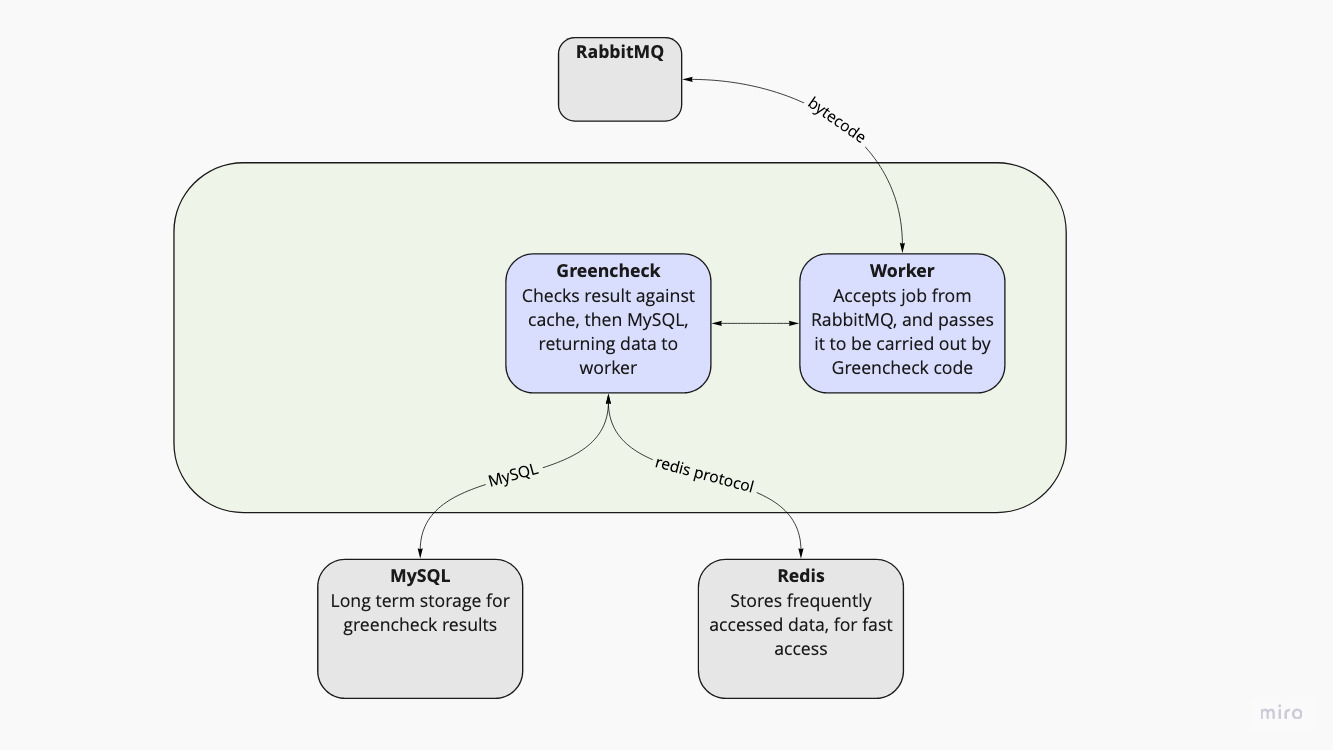 RabbitMQ
bytecode
Greencheck
Checks result against
cache, then MySQL,
returning data to
worker
Worker
Accepts job from
RabbitMQ, and passes
it to be carried out by
Greencheck code
MySQL
redis protocol
MySQL
Long term storage for
greencheck results
Redis
Stores frequently
accessed data, for fast
access
miro